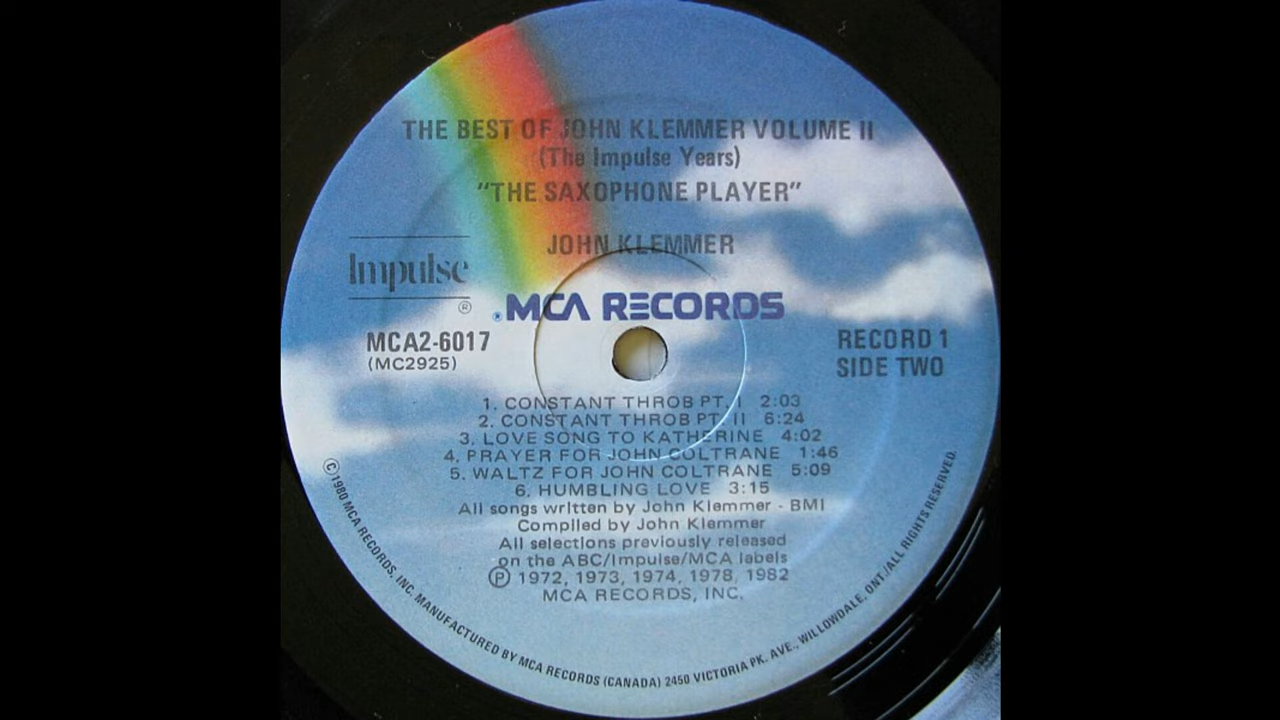 THE BEST OF JOHN KLEMMER VOLUME II
(The Impulse Years)
"THE SAXOPHONE PLAYER"
JOHN KLEMMER
Impulse
®
® MCA RECORDS
MCA2-6017
(MC2925)
RECORD 1
SIDE TWO
1. CONSTANT THROB PT. I 2:03
2. CONSTANT THROB PT. II 6:24
3. LOVE SONG TO KATHERINE 4:02
4. PRAYER FOR JOHN COLTRANE 1:46
5. WALTZ FOR JOHN COLTRANE 5:09
6. HUMBLING LOVE 3:15
All songs written by John Klemmer - BMI
Compiled by John Klemmer
All selections previously released
on the ABC/Impulse/MCA labels
℗ 1972, 1973, 1974, 1978, 1982
MCA RECORDS, INC.
©1980 MCA RECORDS, INC. MANUFACTURED BY MCA RECORDS (CANADA) 2450 VICTORIA PK. AVE., WILLOWDALE, ONT./ALL RIGHTS RESERVED.